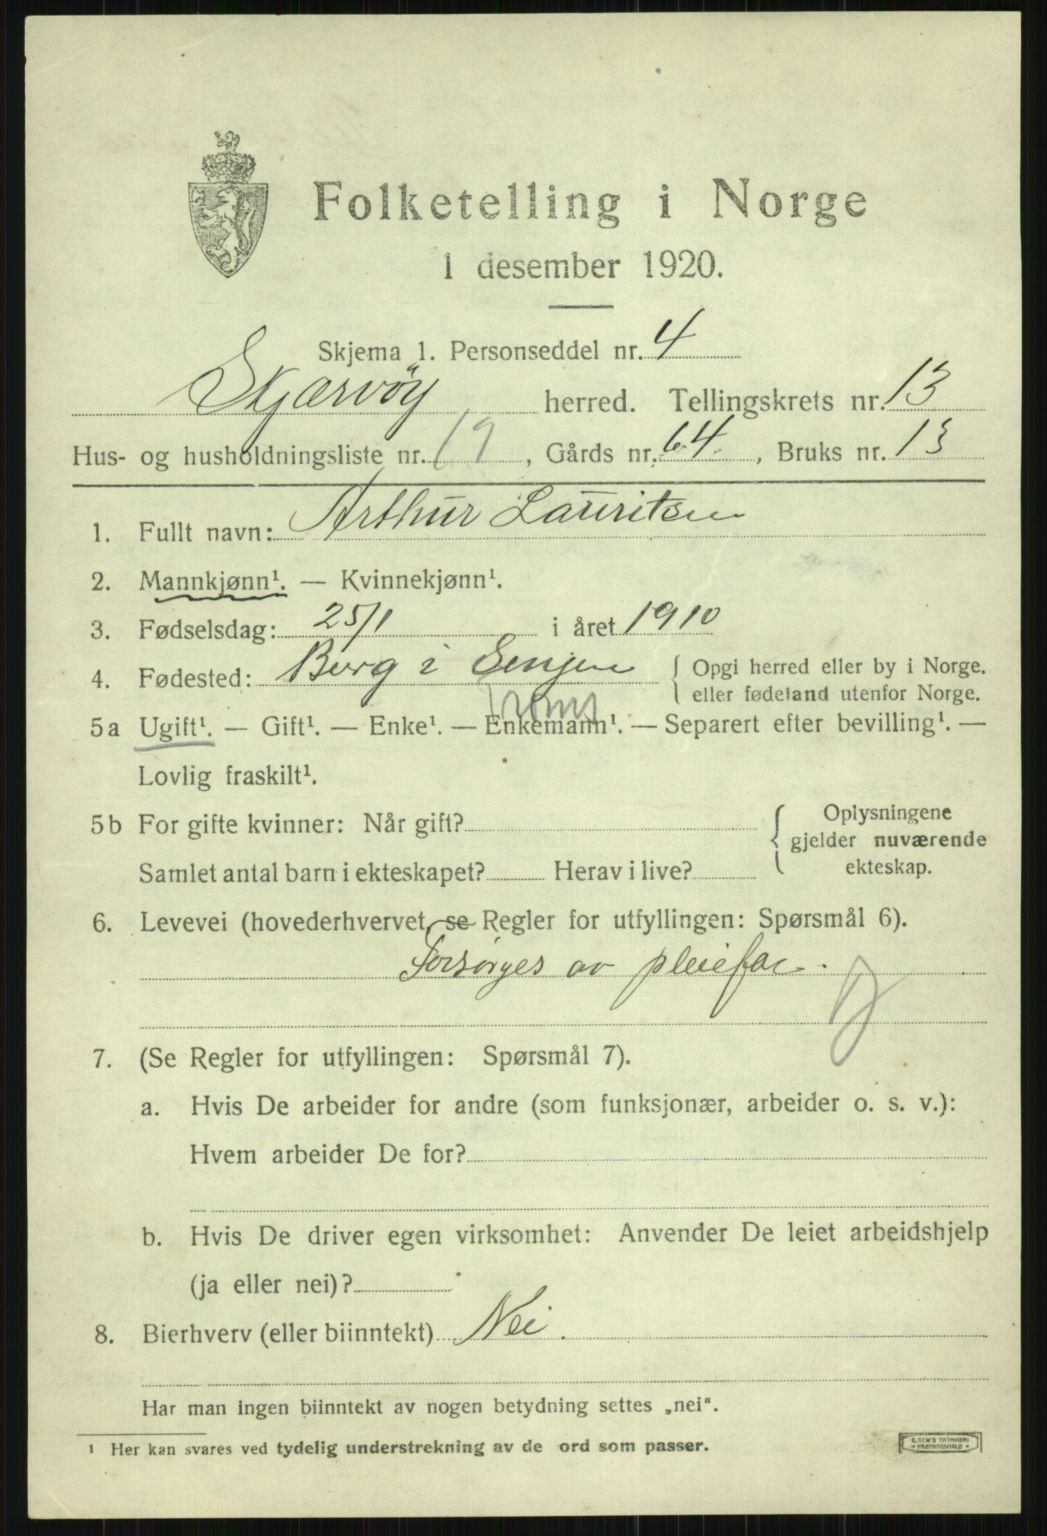 Folketelling i Norge
1 desember 1920.
Skjema 1. Personseddel nr. 4
Skjærvöy herred. Tellingskrets nr. 13
Hus- og husholdningsliste nr. 19, Gårds nr. 64, Bruks nr. 13
1. Fullt navn: Arthur Lauritsen
2. Mannkjønn¹. — Kvinnekjønn¹.
3. Fødselsdag: 25/1 i året 1910
4. Fødested: Berg i Senjen { Opgi herred eller by i Norge.
eller fødeland utenfor Norge.
Troms
5a Ugift¹. — Gift¹. — Enke¹. — Enkemann¹. — Separert efter bevilling¹. —
Lovlig fraskilt¹.
5b For gifte kvinner: Når gift?
Samlet antal barn i ekteskapet? Herav i live?
Oplysningene
gjelder nuværende
ekteskap.
6. Levevei (hovederhvervet, se Regler for utfyllingen: Spørsmål 6).
Forsörges av pleiefar.
7. (Se Regler for utfyllingen: Spørsmål 7).
a. Hvis De arbeider for andre (som funksjonær, arbeider o. s. v.):
Hvem arbeider De for?
b. Hvis De driver egen virksomhet: Anvender De leiet arbeidshjelp
(ja eller nei)?
8. Bierhverv (eller biinntekt) Nei.
Har man ingen biinntekt av nogen betydning settes „nei“.
¹ Her kan svares ved tydelig understrekning av de ord som passer.